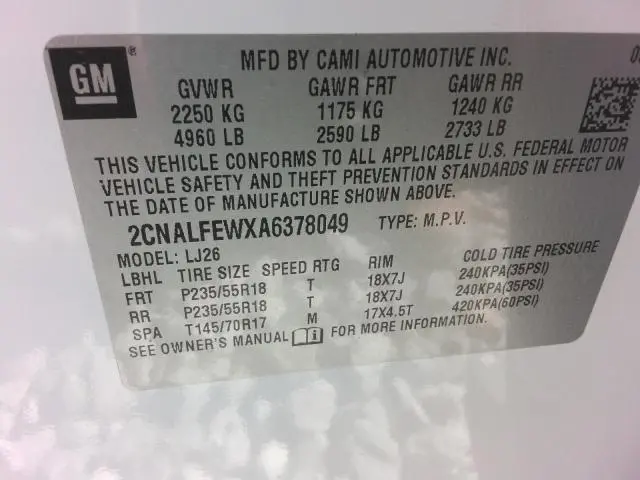 GM ®
MFD BY CAMI AUTOMOTIVE INC.
GVWR GAWR FRT GAWR RR
2250 KG 1175 KG 1240 KG
4960 LB 2590 LB 2733 LB
THIS VEHICLE CONFORMS TO ALL APPLICABLE U.S. FEDERAL MOTOR
VEHICLE SAFETY AND THEFT PREVENTION STANDARDS IN EFFECT ON
THE DATE OF MANUFACTURE SHOWN ABOVE.
2CNALFEWXA6378049 TYPE: M.P.V.
MODEL: LJ26
LBHL TIRE SIZE SPEED RTG RIM COLD TIRE PRESSURE
FRT P235/55R18 T 18X7J 240KPA(35PSI)
RR P235/55R18 T 18X7J 240KPA(35PSI)
SPA T145/70R17 M 17X4.5T 420KPA(60PSI)
SEE OWNER'S MANUAL i FOR MORE INFORMATION.